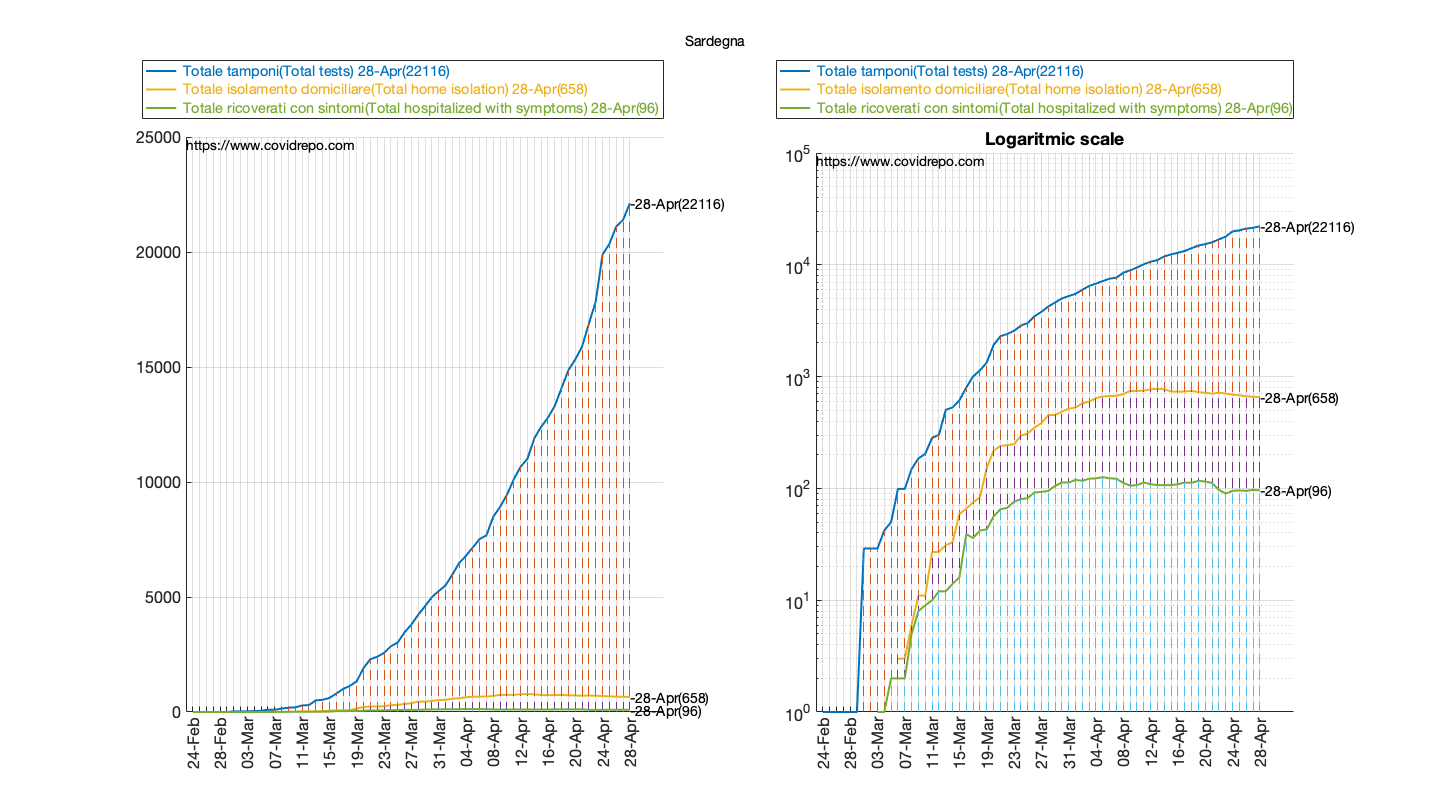 Sardegna
Totale tamponi(Total tests) 28-Apr(22116)
Totale isolamento domiciliare(Total home isolation) 28-Apr(658)
Totale ricoverati con sintomi(Total hospitalized with symptoms) 28-Apr(96)
25000
https://www.covidrepo.com
-28-Apr(22116)
20000
15000
10000
5000
-28-Apr(658)
0
-28-Apr(96)
24-Feb
28-Feb
03-Mar
07-Mar
11-Mar
15-Mar
19-Mar
23-Mar
27-Mar
31-Mar
04-Apr
08-Apr
12-Apr
16-Apr
20-Apr
24-Apr
28-Apr
Totale tamponi(Total tests) 28-Apr(22116)
Totale isolamento domiciliare(Total home isolation) 28-Apr(658)
Totale ricoverati con sintomi(Total hospitalized with symptoms) 28-Apr(96)
Logaritmic scale
10^5
https://www.covidrepo.com
-28-Apr(22116)
10^4
10^3
-28-Apr(658)
10^2
-28-Apr(96)
10^1
10^0
24-Feb
28-Feb
03-Mar
07-Mar
11-Mar
15-Mar
19-Mar
23-Mar
27-Mar
31-Mar
04-Apr
08-Apr
12-Apr
16-Apr
20-Apr
24-Apr
28-Apr